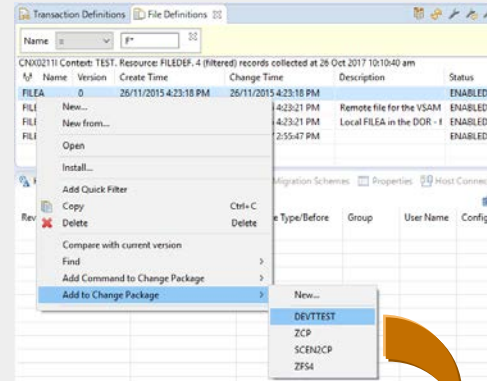 Transaction Definitions File Definitions
Name = F*
CNX0211I Context: TEST. Resource: FILEDEF. 4 (filtered) records collected at 26 Oct 2017 10:10:40 am
Name Version Create Time Change Time Description Status
FILEA 0 26/11/2015 4:23:18 PM 26/11/2015 4:23:18 PM ENABLED
4:23:21 PM Remote file for the VSAM ENABLED
4:23:21 PM Local FILEA in the DOR - ENABLED
2:55:47 PM ENABLED
New...
New from...
Open
Install...
Add Quick Filter
Migration Schemes Properties Host Connec
Copy Ctrl+C
Delete Delete
e Type/Before Group User Name Config
Compare with current version
Find
Add Command to Change Package
Add to Change Package
New...
DEVTTEST
ZCP
SCEN2CP
ZFS4